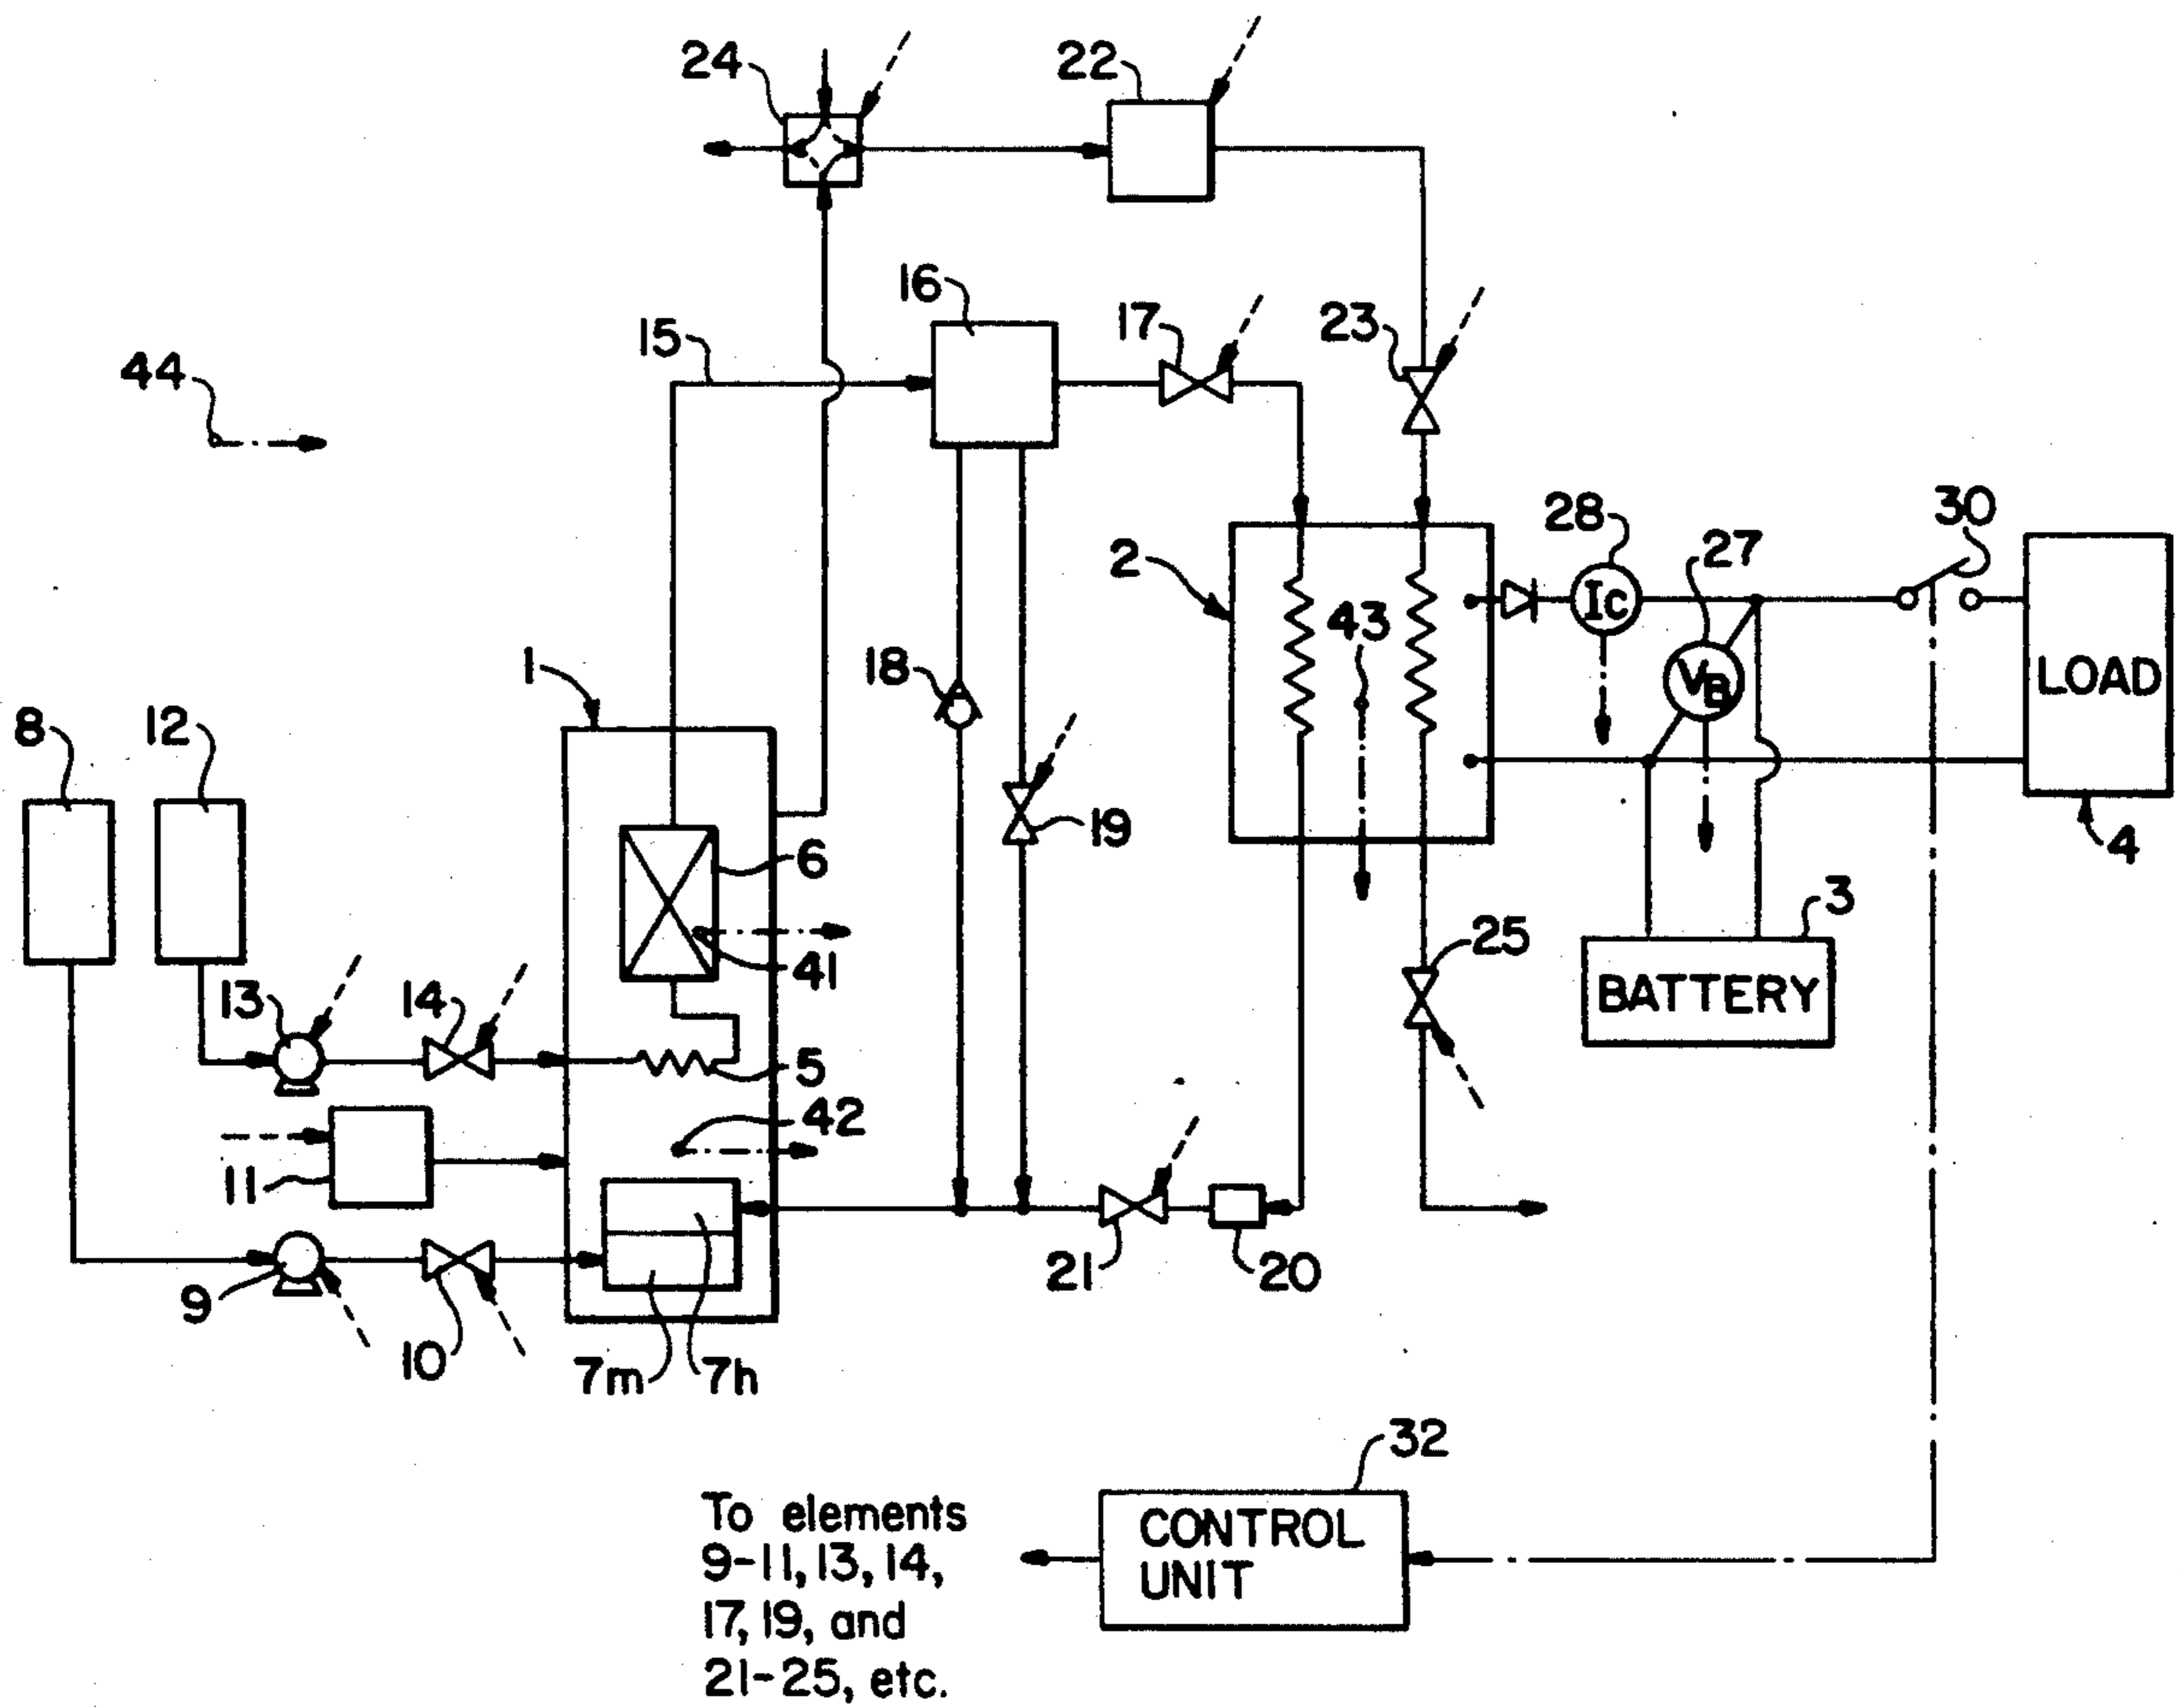 24
22
16
15
17
23
44
28
30
27
2
Ic
43
LOAD
1
18
VB
8
12
19
6
4
3
41
25
BATTERY
13
14
5
42
11
21
20
9
10
7m
7h
32
To elements
9-11, 13, 14,
17, 19, and
21-25, etc.
CONTROL
UNIT